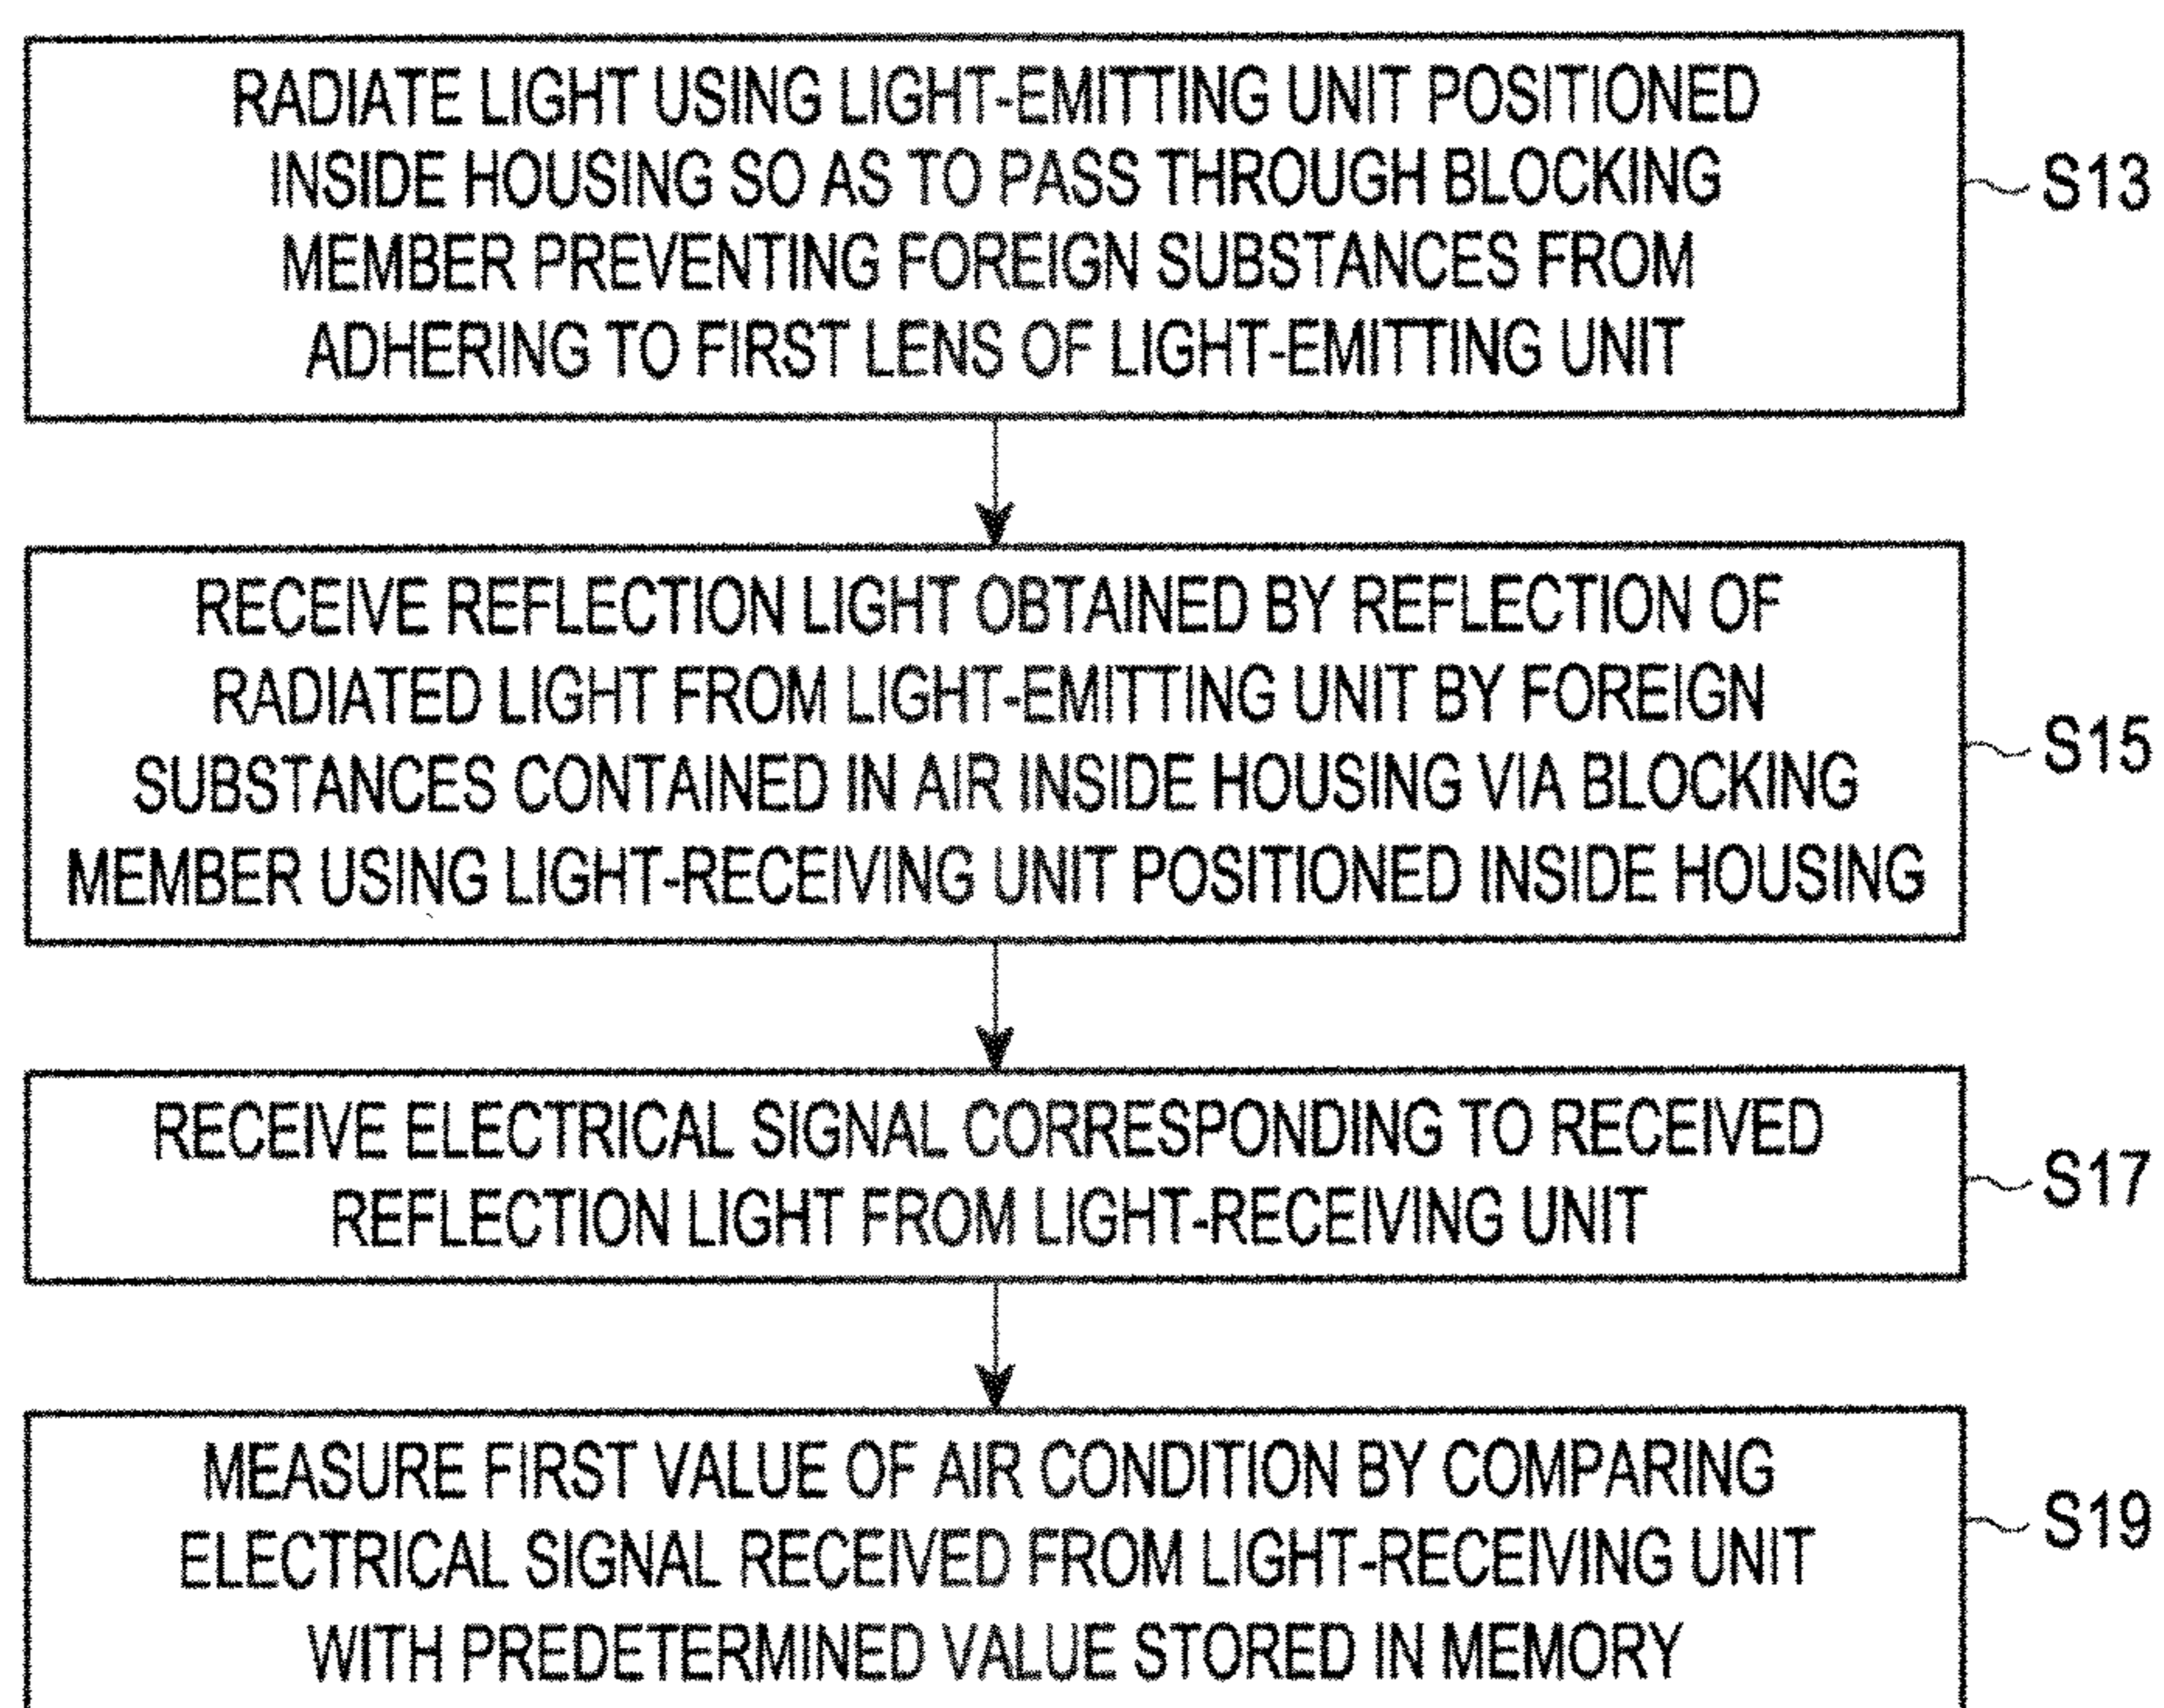 RADIATE LIGHT USING LIGHT-EMITTING UNIT POSITIONED
INSIDE HOUSING SO AS TO PASS THROUGH BLOCKING
MEMBER PREVENTING FOREIGN SUBSTANCES FROM
ADHERING TO FIRST LENS OF LIGHT-EMITTING UNIT
S13
RECEIVE REFLECTION LIGHT OBTAINED BY REFLECTION OF
RADIATED LIGHT FROM LIGHT-EMITTING UNIT BY FOREIGN
SUBSTANCES CONTAINED IN AIR INSIDE HOUSING VIA BLOCKING
MEMBER USING LIGHT-RECEIVING UNIT POSITIONED INSIDE HOUSING
S15
RECEIVE ELECTRICAL SIGNAL CORRESPONDING TO RECEIVED
REFLECTION LIGHT FROM LIGHT-RECEIVING UNIT
S17
MEASURE FIRST VALUE OF AIR CONDITION BY COMPARING
ELECTRICAL SIGNAL RECEIVED FROM LIGHT-RECEIVING UNIT
WITH PREDETERMINED VALUE STORED IN MEMORY
S19